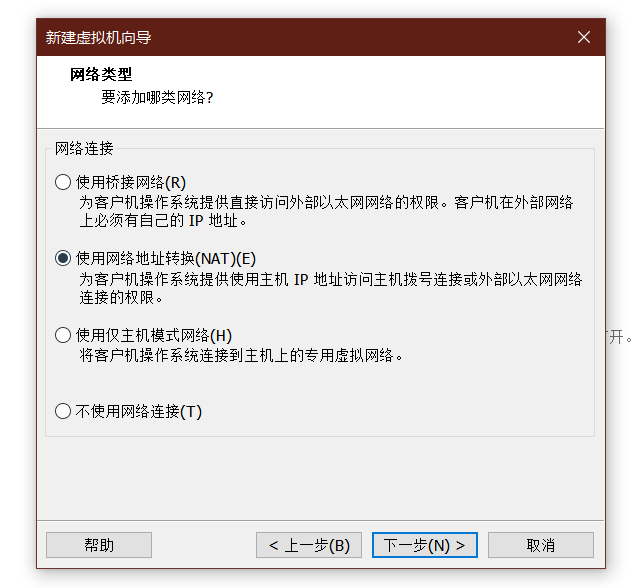 新建虚拟机向导
网络类型
要添加哪类网络?
网络连接
使用桥接网络(R)
为客户机操作系统提供直接访问外部以太网网络的权限。客户机在外部网络
上必须有自己的 IP 地址。
使用网络地址转换(NAT)(E)
为客户机操作系统提供使用主机 IP 地址访问主机拨号连接或外部以太网网络
连接的权限。
使用仅主机模式网络(H)
将客户机操作系统连接到主机上的专用虚拟网络。
开。
不使用网络连接(T)
帮助
< 上一步(B)
下一步(N) >
取消